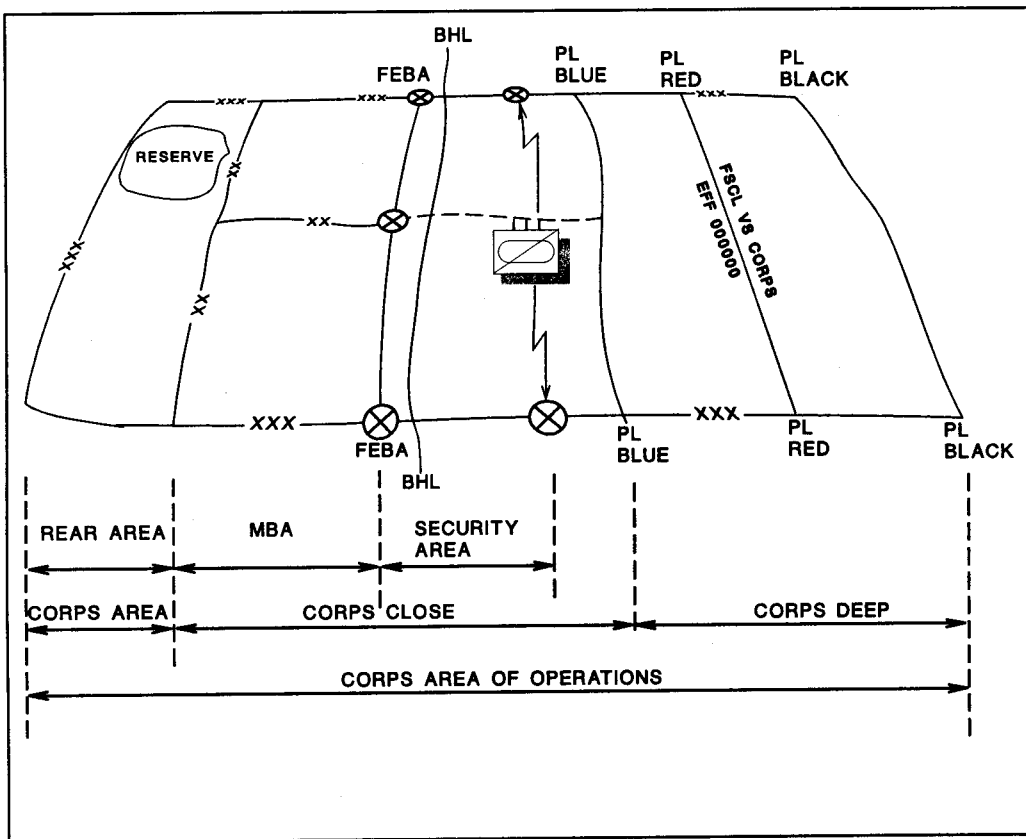 BHL
FEBA
PL
BLUE
PL
RED
PL
BLACK
XXX
XXX
XXX
RESERVE
XX
XX
XXX
XX
FSCL VS CORPS
EFF 000000
XXX
XXX
FEBA
BHL
PL
BLUE
PL
RED
PL
BLACK
REAR AREA
MBA
SECURITY
AREA
CORPS AREA
CORPS CLOSE
CORPS DEEP
CORPS AREA OF OPERATIONS